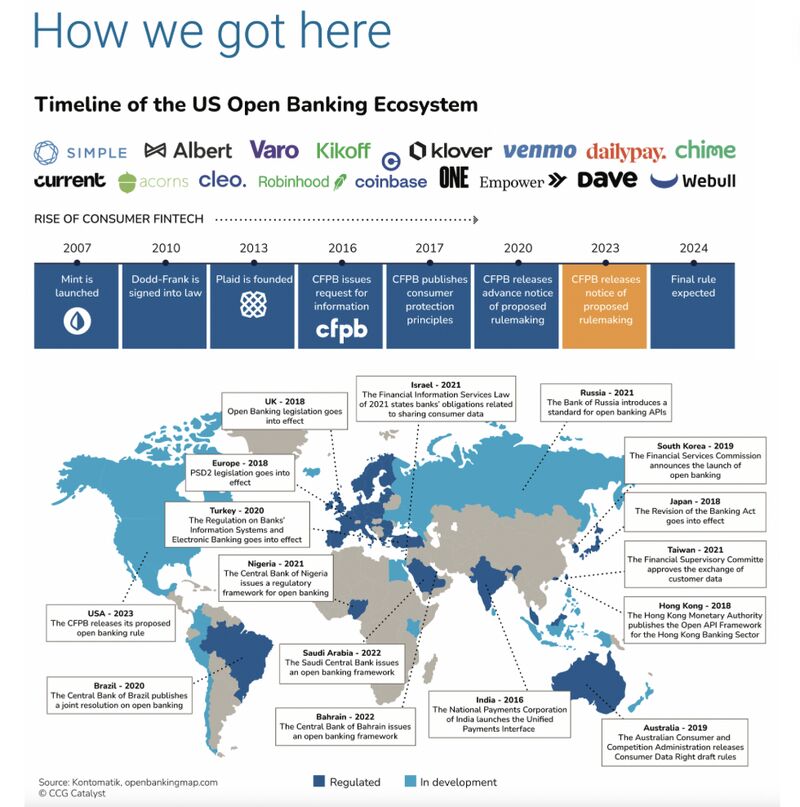 How we got here
Timeline of the US Open Banking Ecosystem
SIMPLE Albert Varo Kikoff klover venmo dailypay. chime
current acorns cleo. Robinhood coinbase ONE Empower Dave Webull
RISE OF CONSUMER FINTECH
2007 2010 2013 2016 2017 2020 2023 2024
Mint is
launched
Dodd-Frank is
signed into law
Plaid is founded
CFPB issues
request for
information
cfpb
CFPB publishes
consumer
protection
principles
CFPB releases
advance notice
of proposed
rulemaking
CFPB releases
notice of
proposed
rulemaking
Final rule
expected
Israel - 2021
The Financial Information Services Law
of 2021 states banks' obligations related
to sharing consumer data
Russia - 2021
The Bank of Russia introduces a
standard for open banking APIs
UK - 2018
Open Banking legislation goes
into effect
South Korea - 2019
The Financial Services Commission
announces the launch of
open banking
Europe - 2018
PSD2 legislation goes into
effect
Japan - 2018
The Revision of the Banking Act
goes into effect
Turkey - 2020
The Regulation on Banks'
Information Systems and
Electronic Banking goes into effect
Taiwan - 2021
The Financial Supervisory Committe
approves the exchange of
customer data
Nigeria - 2021
The Central Bank of Nigeria
issues a regulatory
framework for open banking
Hong Kong - 2018
The Hong Kong Monetary Authority
publishes the Open API Framework
for the Hong Kong Banking Sector
USA - 2023
The CFPB releases its proposed
open banking rule
Saudi Arabia - 2022
The Saudi Central Bank issues
an open banking framework
Brazil - 2020
The Central Bank of Brazil publishes
a joint resolution on open banking
India - 2016
The National Payments Corporation
of India launches the Unified
Payments Interface
Bahrain - 2022
The Central Bank of Bahrain issues
an open banking framework
Australia - 2019
The Australian Consumer and
Competition Administration releases
Consumer Data Right draft rules
Source: Kontomatik, openbankingmap.com
© CCG Catalyst
Regulated In development